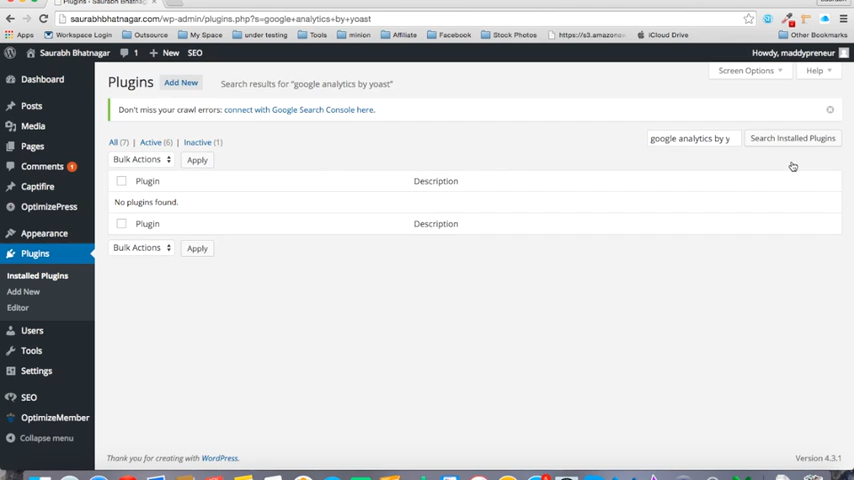 Plugins ‹ Saurabh Bhatnagar
saurabhbhatnagar.com/wp-admin/plugins.php?s=google+analytics+by+yoast
Apps Workspace Login Outsource My Space under testing Tools minion Affiliate Facebook Stock Photos https://s3.amazonaw iCloud Drive Other Bookmarks
Saurabh Bhatnagar 1 + New SEO Howdy, maddypreneur
Screen Options Help
Dashboard
Posts
Media
Pages
Comments 1
Captifire
OptimizePress
Appearance
Plugins
Installed Plugins
Add New
Editor
Users
Tools
Settings
SEO
OptimizeMember
Collapse menu
Plugins Add New Search results for "google analytics by yoast"
Don't miss your crawl errors: connect with Google Search Console here.
All (7) | Active (6) | Inactive (1)
google analytics by y Search Installed Plugins
Bulk Actions Apply
Plugin Description
No plugins found.
Plugin Description
Bulk Actions Apply
Thank you for creating with WordPress. Version 4.3.1